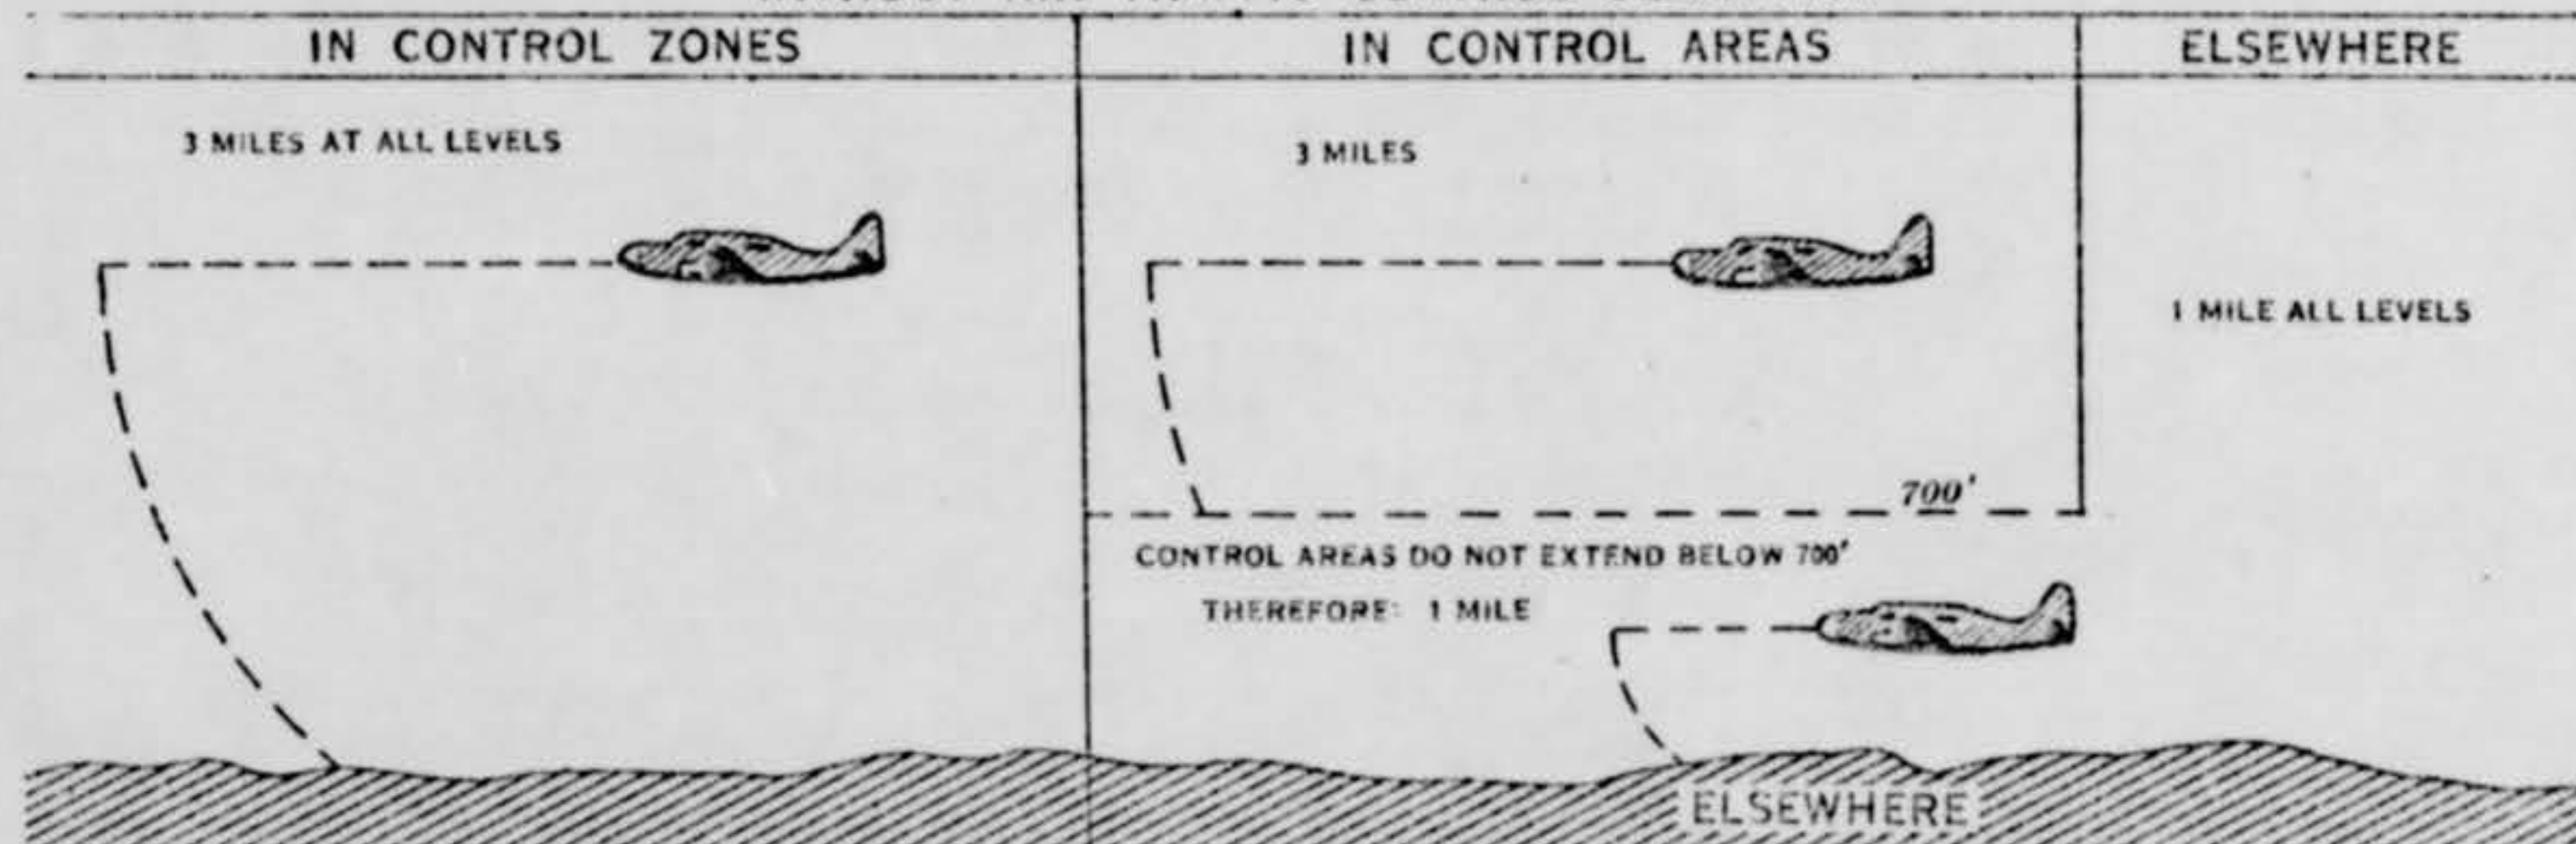 IN CONTROL ZONES
IN CONTROL AREAS
ELSEWHERE
3 MILES AT ALL LEVELS
3 MILES
1 MILE ALL LEVELS
700'
CONTROL AREAS DO NOT EXTEND BELOW 700'
THEREFORE: 1 MILE
ELSEWHERE